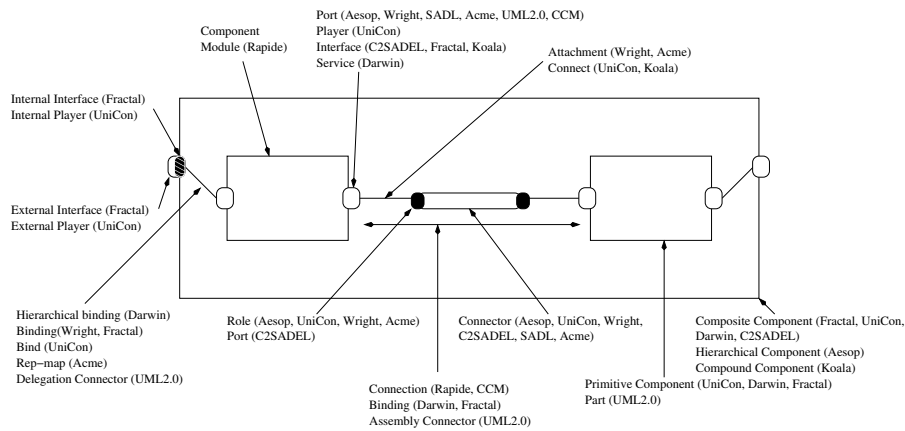 Port (Aesop, Wright, SADL, Acme, UML2.0, CCM)
Player (UniCon)
Interface (C2SADEL, Fractal, Koala)
Service (Darwin)
Component
Module (Rapide)
Attachment (Wright, Acme)
Connect (UniCon, Koala)
Internal Interface (Fractal)
Internal Player (UniCon)
External Interface (Fractal)
External Player (UniCon)
Hierarchical binding (Darwin)
Binding(Wright, Fractal)
Bind (UniCon)
Rep−map (Acme)
Delegation Connector (UML2.0)
Role (Aesop, UniCon, Wright, Acme)
Port (C2SADEL)
Connector (Aesop, UniCon, Wright,
C2SADEL, SADL, Acme)
Composite Component (Fractal, UniCon,
Darwin, C2SADEL)
Hierarchical Component (Aesop)
Compound Component (Koala)
Primitive Component (UniCon, Darwin, Fractal)
Part (UML2.0)
Connection (Rapide, CCM)
Binding (Darwin, Fractal)
Assembly Connector (UML2.0)